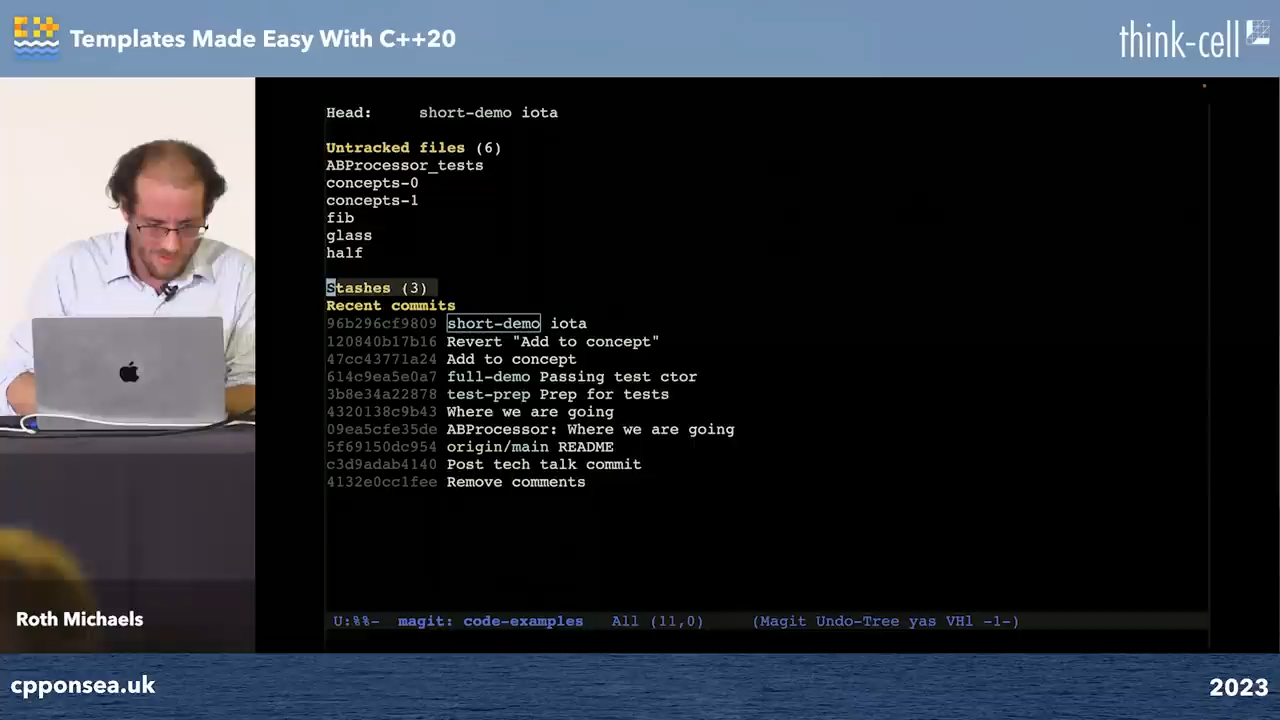 C++
Templates Made Easy With C++20
think-cell
Head: short-demo iota
Untracked files (6)
ABProcessor_tests
concepts-0
concepts-1
fib
glass
half
Stashes (3)
Recent commits
96b296cf9809 short-demo iota
120840b17b16 Revert "Add to concept"
47cc43771a24 Add to concept
614c9ea5e0a7 full-demo Passing test ctor
3b8e34a22878 test-prep Prep for tests
4320138c9b43 Where we are going
09ea5cfe35de ABProcessor: Where we are going
5f69150dc954 origin/main README
c3d9adab4140 Post tech talk commit
4132e0cc1fee Remove comments
U:%%- magit: code-examples All (11,0) (Magit Undo-Tree yas VHl -1-)
Roth Michaels
cpponsea.uk
2023